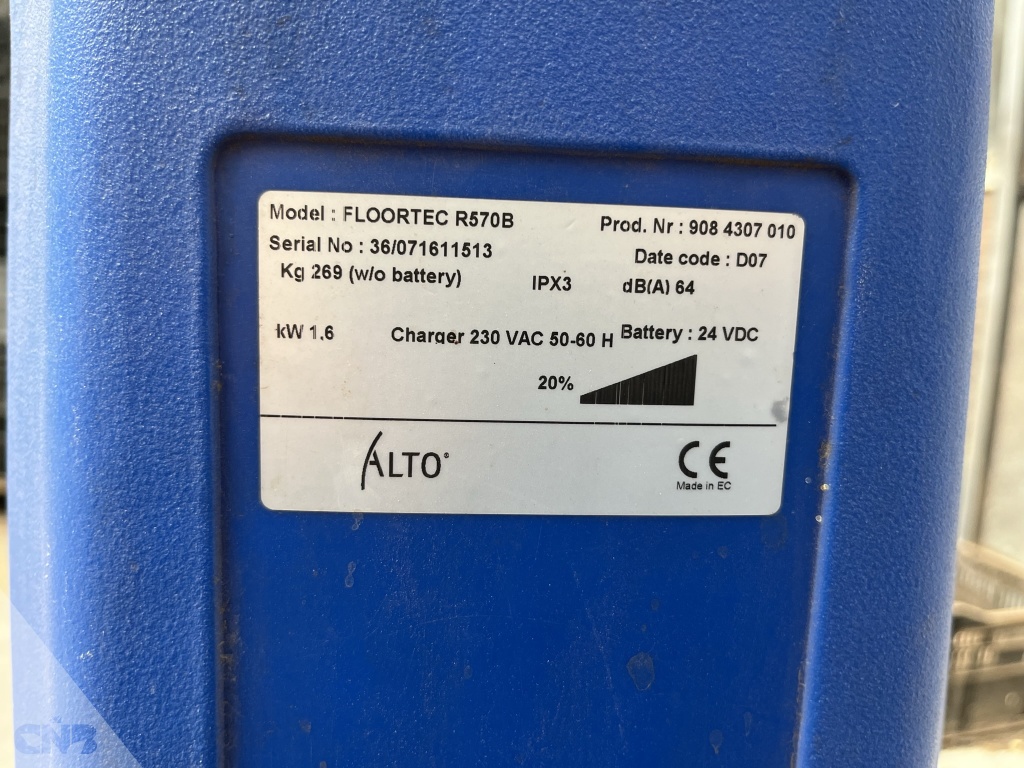 Model : FLOORTEC R570B
Prod. Nr : 908 4307 010
Serial No : 36/071611513
Date code : D07
Kg 269 (w/o battery)
IPX3
dB(A) 64
kW 1.6
Charger 230 VAC 50-60 H
Battery : 24 VDC
20%
ALTO®
CE
Made in EC
CNB